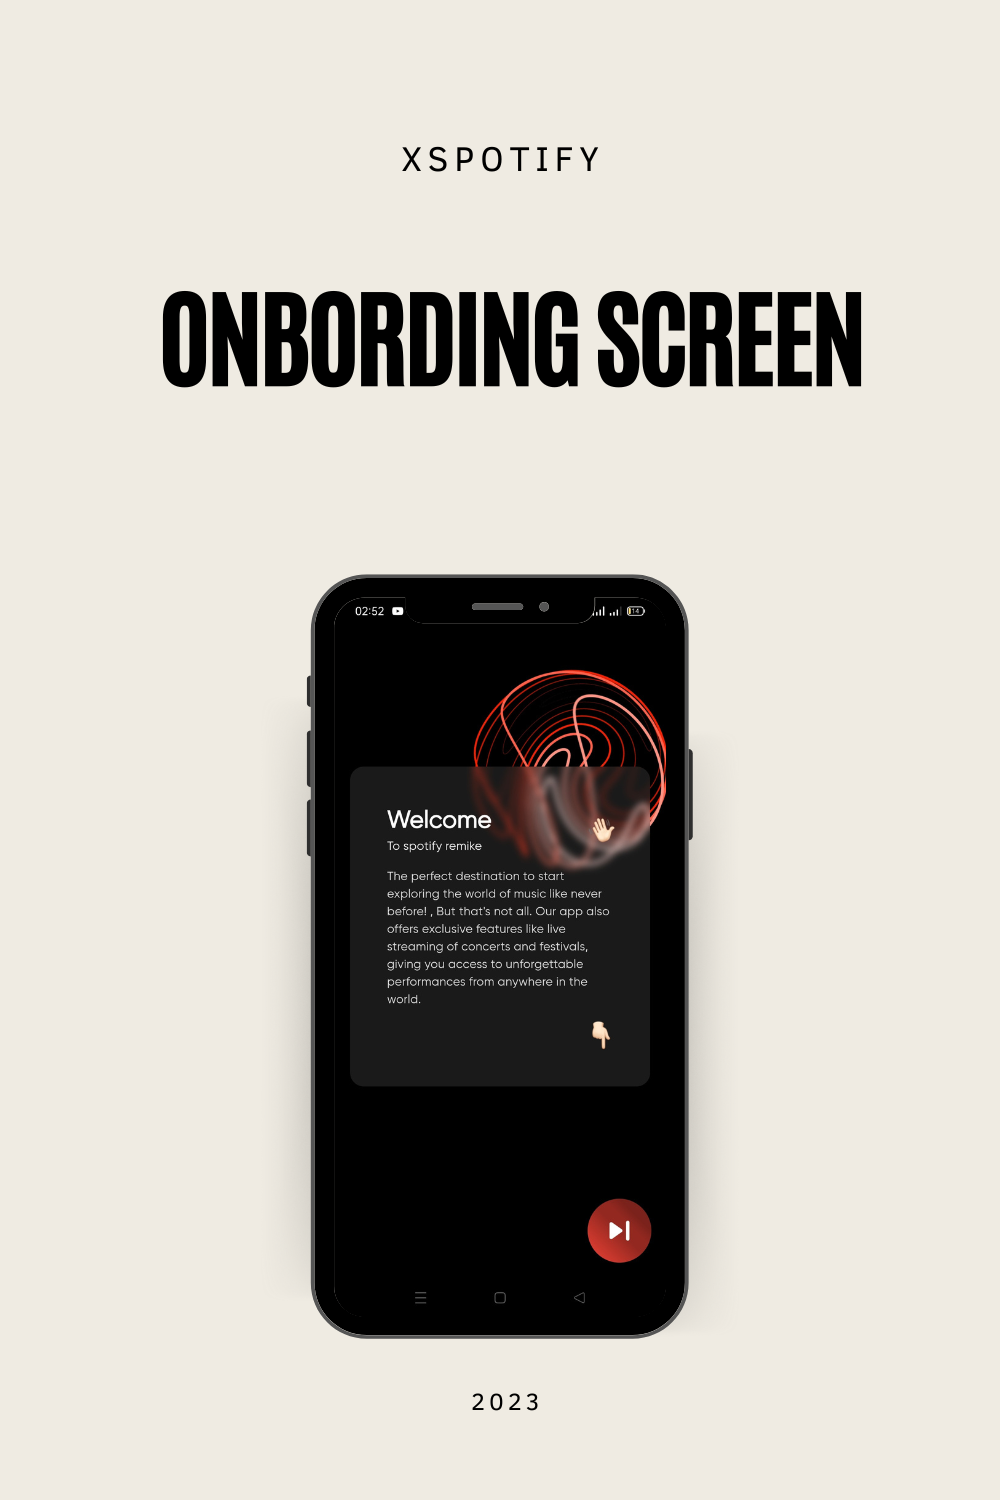 XSPOTIFY
ONBORDING SCREEN
02:52
14
Welcome
To spotify remike
The perfect destination to start
exploring the world of music like never
before! , But that's not all. Our app also
offers exclusive features like live
streaming of concerts and festivals,
giving you access to unforgettable
performances from anywhere in the
world.
2023